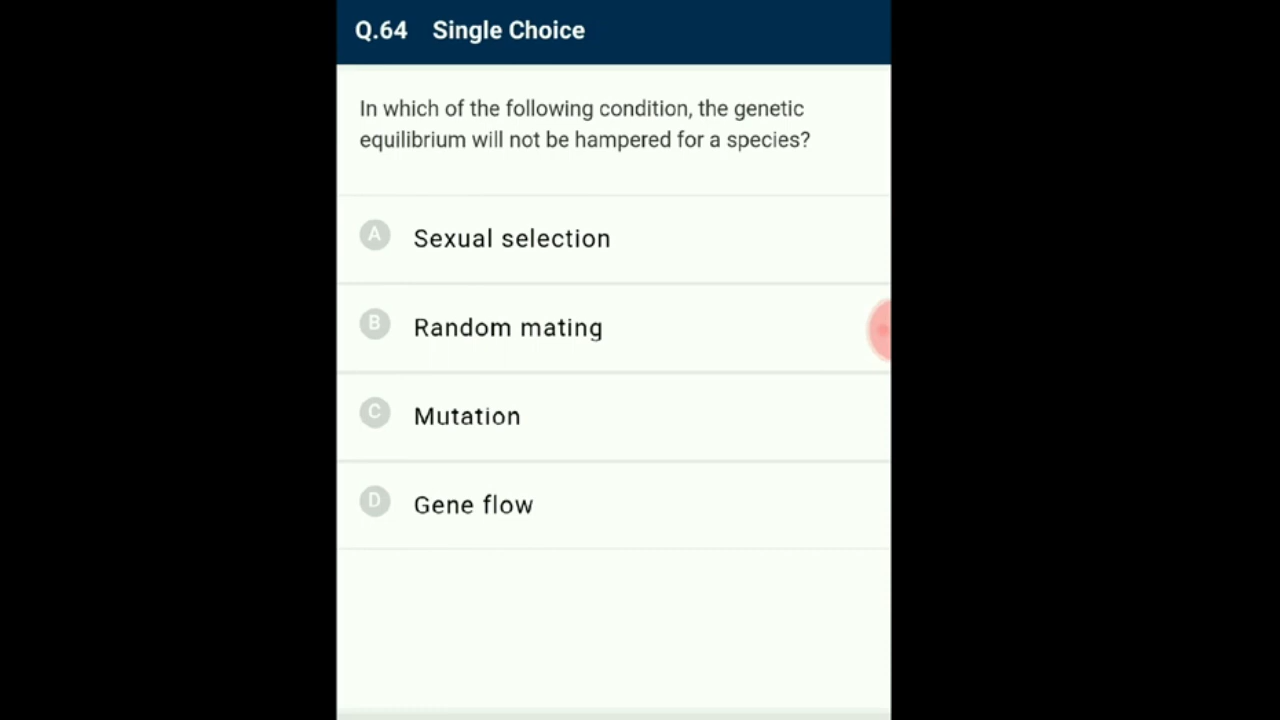 Q.64 Single Choice
In which of the following condition, the genetic
equilibrium will not be hampered for a species?
A Sexual selection
B Random mating
C Mutation
D Gene flow